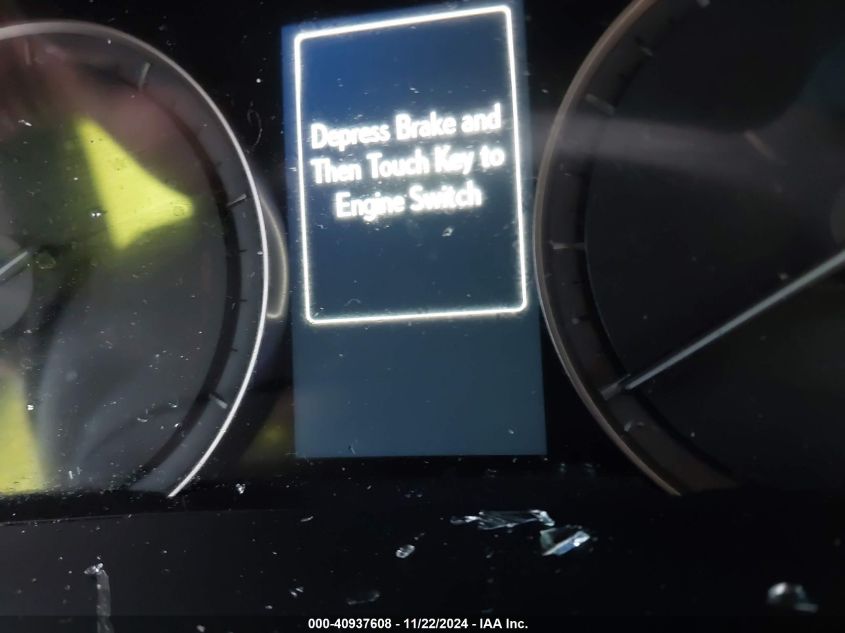 Depress Brake and
Then Touch Key to
Engine Switch
000-40937608 - 11/22/2024 - IAA Inc.